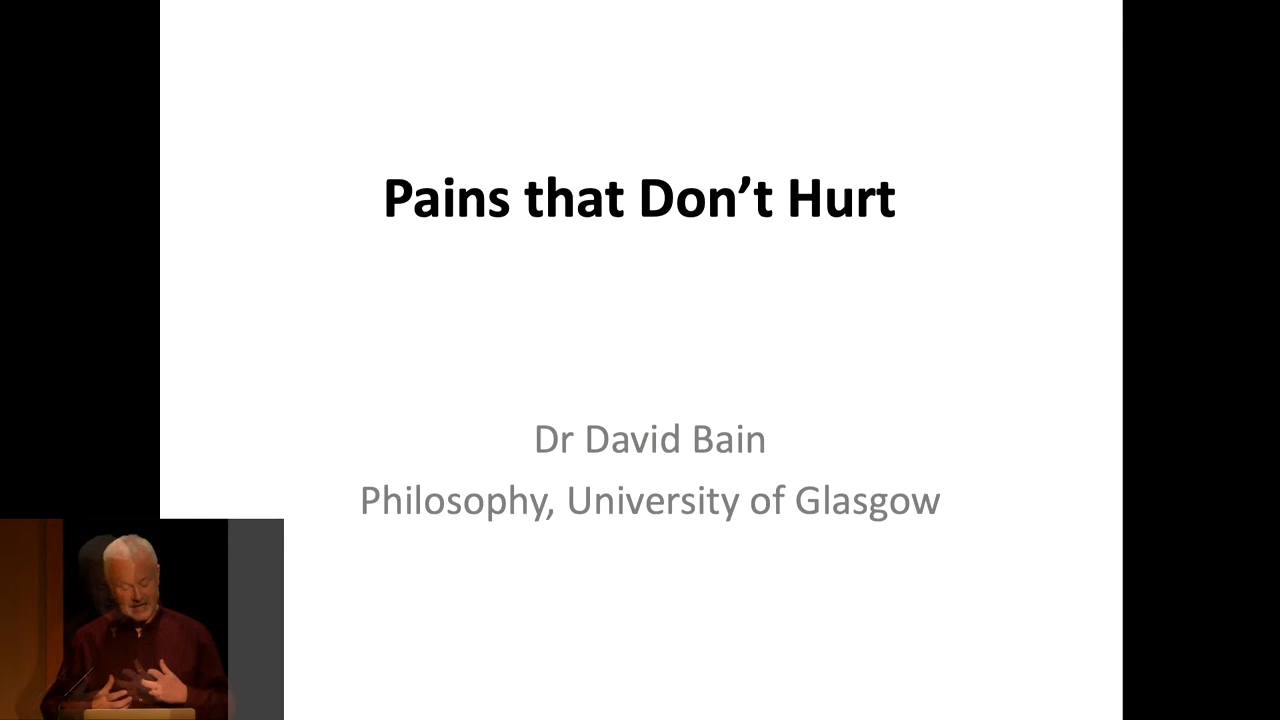 Pains that Don’t Hurt
Dr David Bain
Philosophy, University of Glasgow